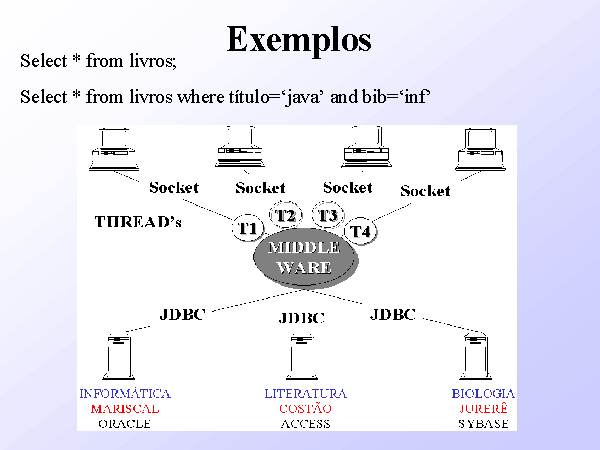 Exemplos
Select * from livros;
Select * from livros where título=‘java’ and bib=‘inf’
Socket Socket Socket Socket
THREAD's
T1 T2 T3 T4
MIDDLE
WARE
JDBC JDBC JDBC
INFORMÁTICA LITERATURA BIOLOGIA
MARISCAL COSTÃO JURERÊ
ORACLE ACCESS SYBASE